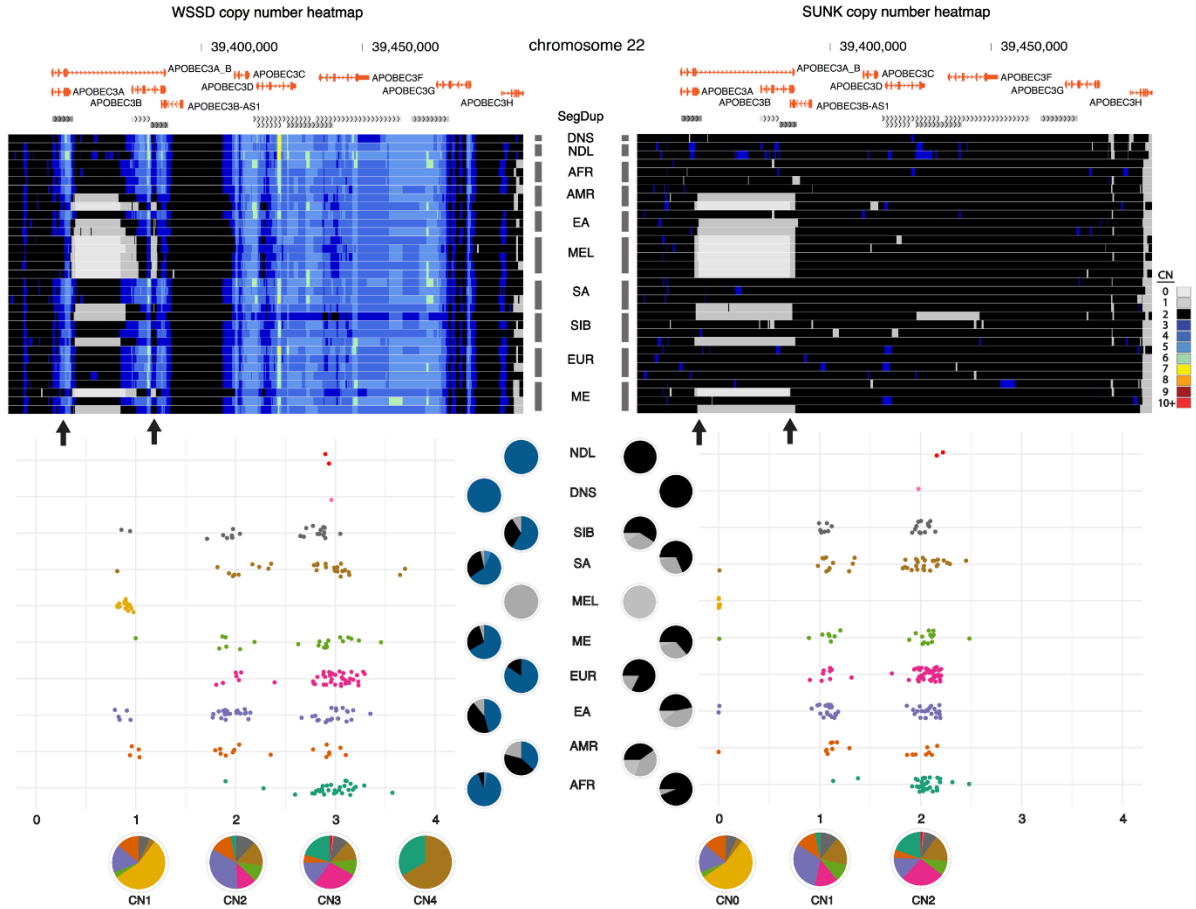 WSSD copy number heatmap
SUNK copy number heatmap
39,400,000
39,450,000
chromosome 22
39,400,000
39,450,000
APOBEC3A_B
APOBEC3C
APOBEC3F
APOBEC3A
APOBEC3D
APOBEC3G
APOBEC3B
APOBEC3H
APOBEC3B-AS1
APOBEC3A_B
APOBEC3C
APOBEC3F
APOBEC3A
APOBEC3D
APOBEC3G
APOBEC3B
APOBEC3H
APOBEC3B-AS1
SegDup
DNS
NDL
AFR
AMR
EA
MEL
SA
SIB
EUR
ME
CN
0
1
2
3
4
5
6
7
8
9
10+
NDL
DNS
SIB
SA
MEL
ME
EUR
EA
AMR
AFR
0 1 2 3 4
0 1 2 3 4
CN1 CN2 CN3 CN4
CN0 CN1 CN2